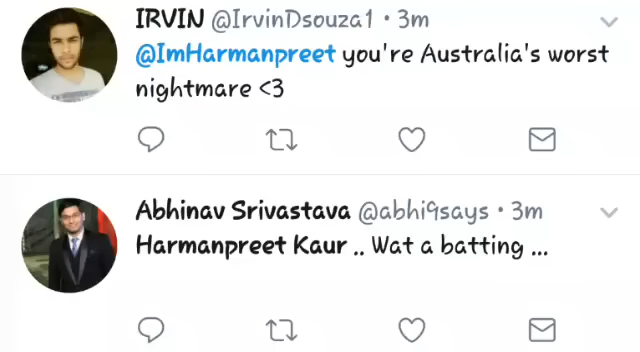 IRVIN @IrvinDsouza1 · 3m
@ImHarmanpreet you're Australia's worst
nightmare <3
Abhinav Srivastava @abhi9says · 3m
Harmanpreet Kaur .. Wat a batting ...